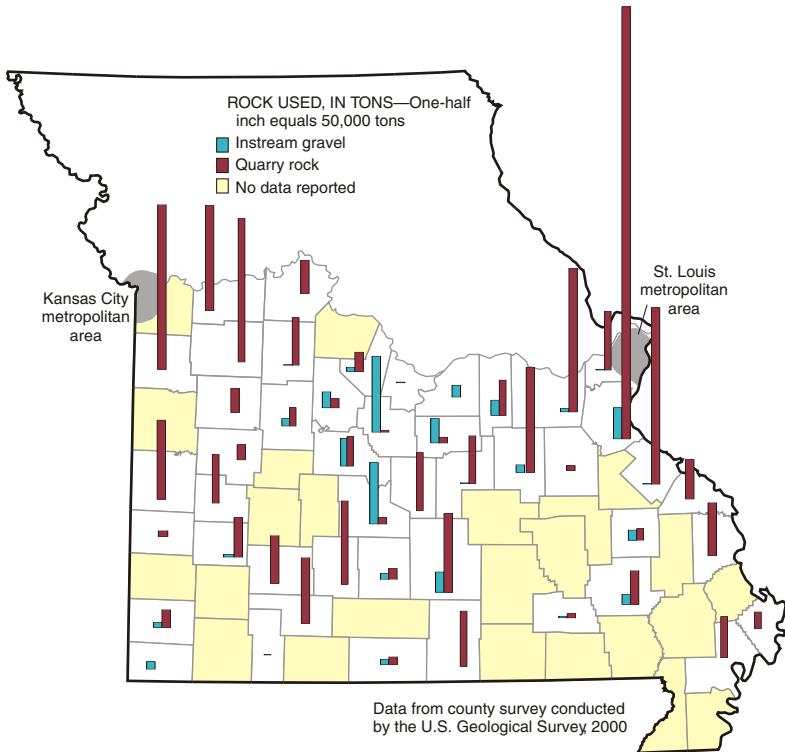 ROCK USED, IN TONS—One-half
inch equals 50,000 tons
Instream gravel
Quarry rock
No data reported
Kansas City
metropolitan
area
St. Louis
metropolitan
area
Data from county survey conducted
by the U.S. Geological Survey, 2000